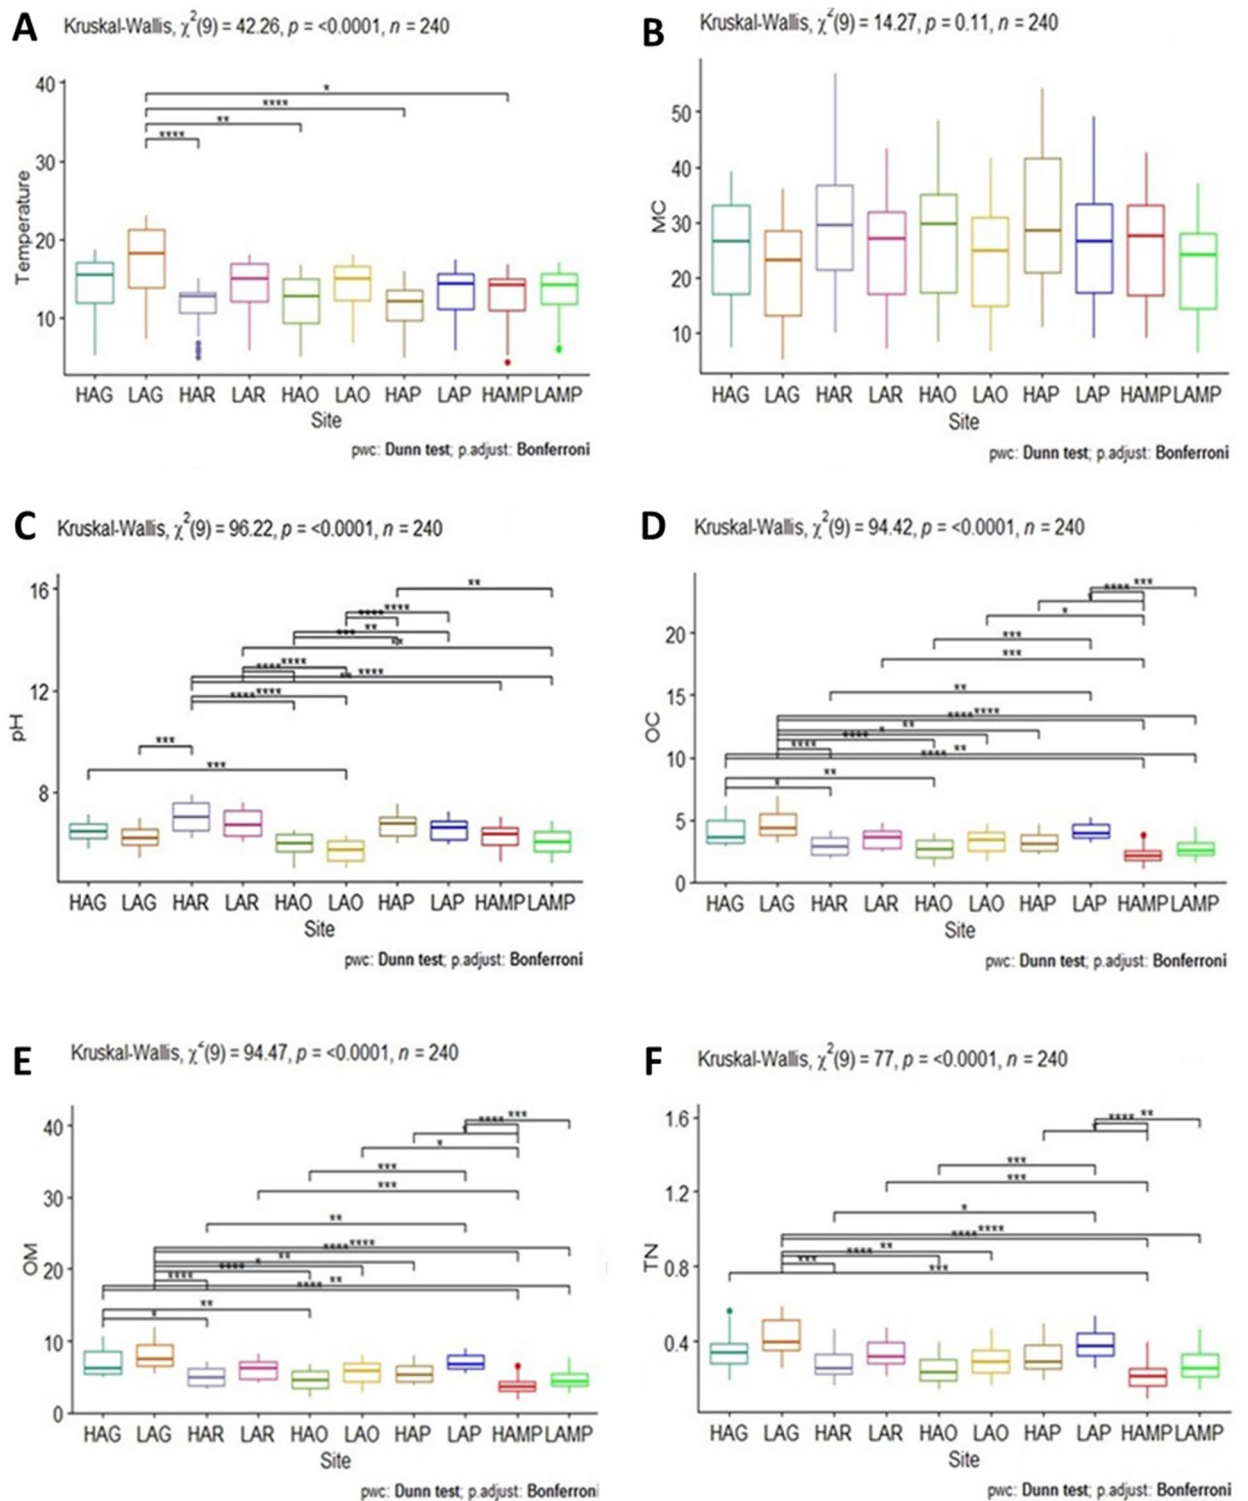 A
Kruskal-Wallis, χ²(9) = 42.26, p = <0.0001, n = 240
40
30
20
10
Temperature
*
****
**
****
HAG LAG HAR LAR HAO LAO HAP LAP HAMP LAMP
Site
pwc: Dunn test; p.adjust: Bonferroni
B
Kruskal-Wallis, χ²(9) = 14.27, p = 0.11, n = 240
50
40
30
20
10
MC
HAG LAG HAR LAR HAO LAO HAP LAP HAMP LAMP
Site
pwc: Dunn test; p.adjust: Bonferroni
C
Kruskal-Wallis, χ²(9) = 96.22, p = <0.0001, n = 240
16
12
8
pH
**
****
**
***
****
****
****
****
***
***
HAG LAG HAR LAR HAO LAO HAP LAP HAMP LAMP
Site
pwc: Dunn test; p.adjust: Bonferroni
D
Kruskal-Wallis, χ²(9) = 94.42, p = <0.0001, n = 240
20
15
10
5
0
OC
***
****
*
***
***
**
****
****
**
*
****
****
**
****
**
*
HAG LAG HAR LAR HAO LAO HAP LAP HAMP LAMP
Site
pwc: Dunn test; p.adjust: Bonferroni
E
Kruskal-Wallis, χ²(9) = 94.47, p = <0.0001, n = 240
40
30
20
10
0
OM
***
****
*
***
***
**
****
****
**
*
****
****
**
****
**
*
HAG LAG HAR LAR HAO LAO HAP LAP HAMP LAMP
Site
pwc: Dunn test; p.adjust: Bonferroni
F
Kruskal-Wallis, χ²(9) = 77, p = <0.0001, n = 240
1.6
1.2
0.8
0.4
TN
**
****
***
***
*
****
****
**
****
***
***
HAG LAG HAR LAR HAO LAO HAP LAP HAMP LAMP
Site
pwc: Dunn test; p.adjust: Bonferroni